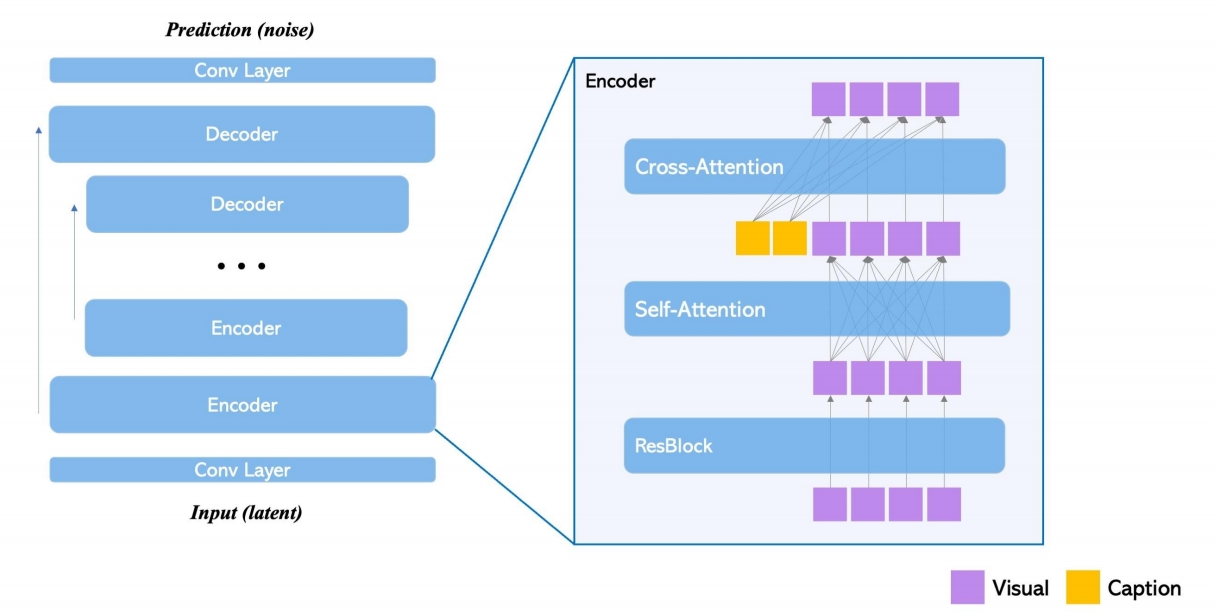 Prediction (noise)
Conv Layer
Decoder
Decoder
• • •
Encoder
Encoder
Conv Layer
Input (latent)
Encoder
Cross-Attention
Self-Attention
ResBlock
Visual
Caption